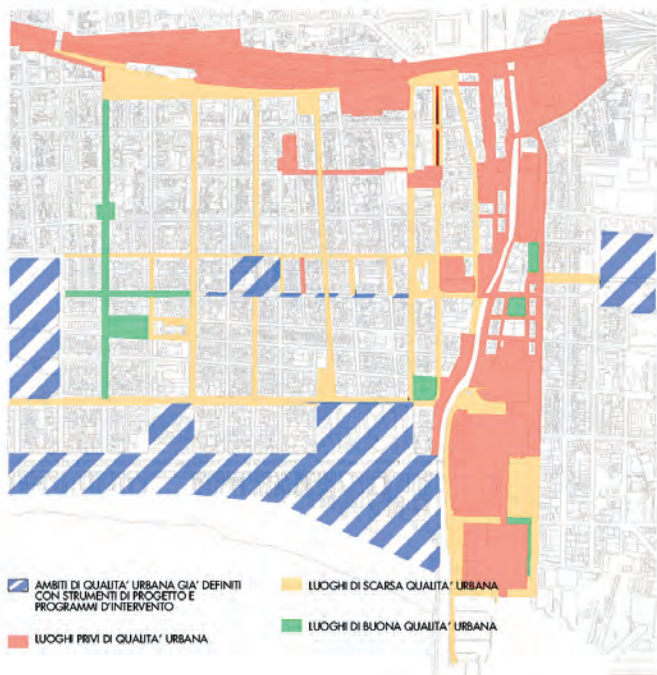 AMBITI DI QUALITA' URBANA GIA' DEFINITI
CON STRUMENTI DI PROGETTO E
PROGRAMMI D'INTERVENTO
LUOGHI PRIVI DI QUALITA' URBANA
LUOGHI DI SCARSA QUALITA' URBANA
LUOGHI DI BUONA QUALITA' URBANA